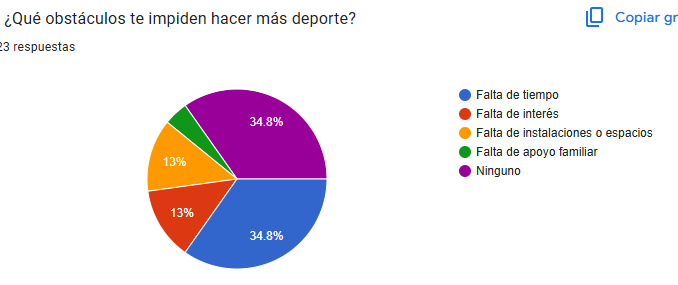 ¿Qué obstáculos te impiden hacer más deporte?
Copiar gr
23 respuestas
34.8%
13%
13%
34.8%
Falta de tiempo
Falta de interés
Falta de instalaciones o espacios
Falta de apoyo familiar
Ninguno